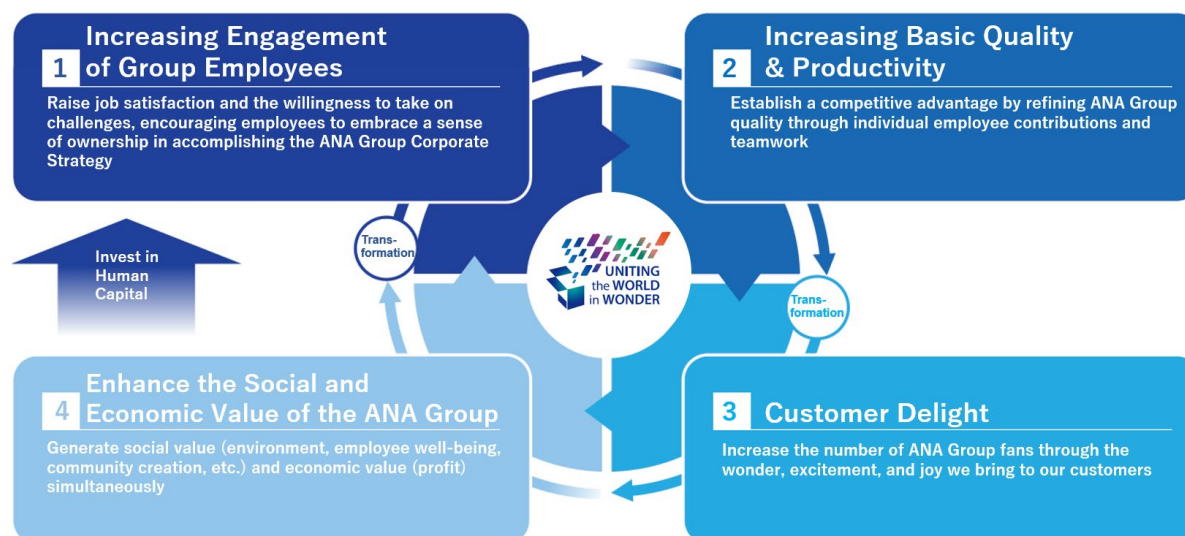 1
Increasing Engagement
of Group Employees
Raise job satisfaction and the willingness to take on
challenges, encouraging employees to embrace a sense
of ownership in accomplishing the ANA Group Corporate
Strategy
2
Increasing Basic Quality
& Productivity
Establish a competitive advantage by refining ANA Group
quality through individual employee contributions and
teamwork
Invest in
Human
Capital
Trans-
formation
UNITING
the WORLD
in WONDER
Trans-
formation
4
Enhance the Social and
Economic Value of the ANA Group
Generate social value (environment, employee well-being,
community creation, etc.) and economic value (profit)
simultaneously
3
Customer Delight
Increase the number of ANA Group fans through the
wonder, excitement, and joy we bring to our customers